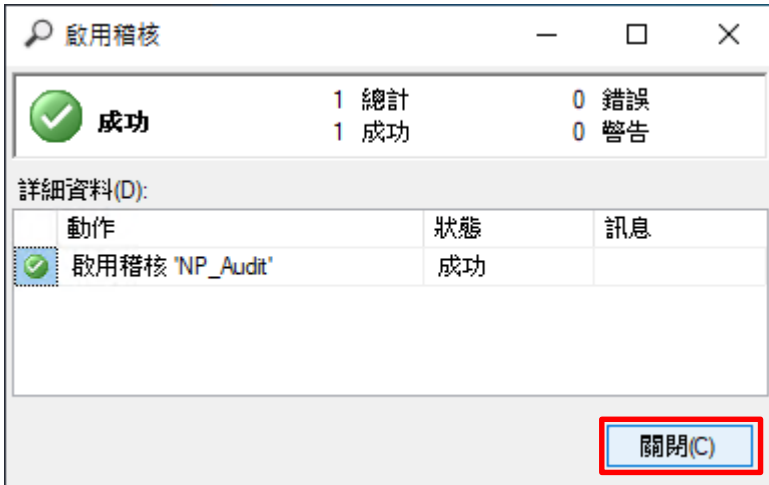 啟用稽核
成功
1 總計 0 錯誤
1 成功 0 警告
詳細資料(D):
動作 狀態 訊息
啟用稽核 'NP_Audit' 成功
關閉(C)